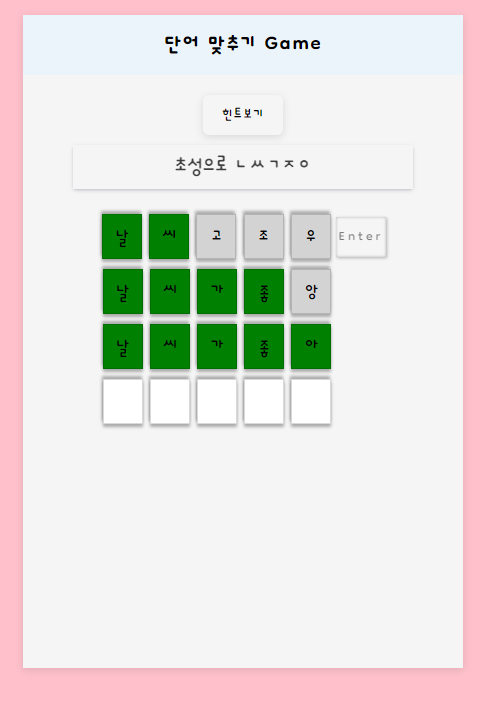 단어 맞추기 Game
힌트보기
초성으로 ㄴㅆㄱㅈㅇ
날 씨 고 조 우 Enter
날 씨 가 좋 앙
날 씨 가 좋 아